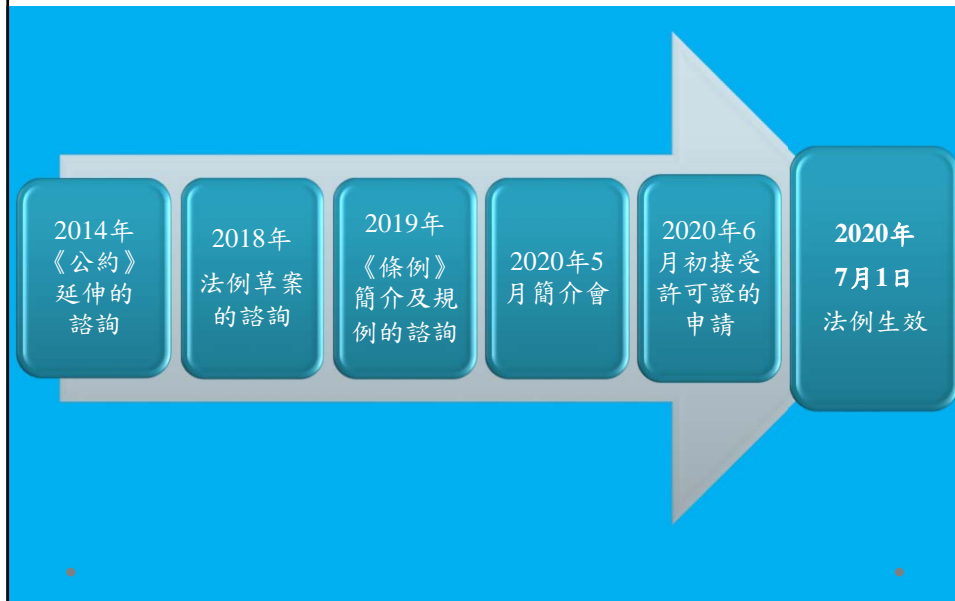 2014年
《公約》
延伸的
諮詢
2018年
法例草案
的諮詢
2019年
《條例》
簡介及規
例的諮詢
2020年5
月簡介會
2020年6
月初接受
許可證的
申請
2020年
7月1日
法例生效